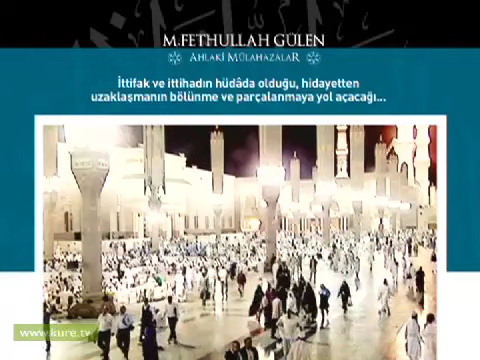 M.FETHULLAH GÜLEN
AHLAKİ MÜLAHAZALAR
İttifak ve ittihadın hüdâda olduğu, hidayetten
uzaklaşmanın bölünme ve parçalanmaya yol açacağı...
www.kure.tv